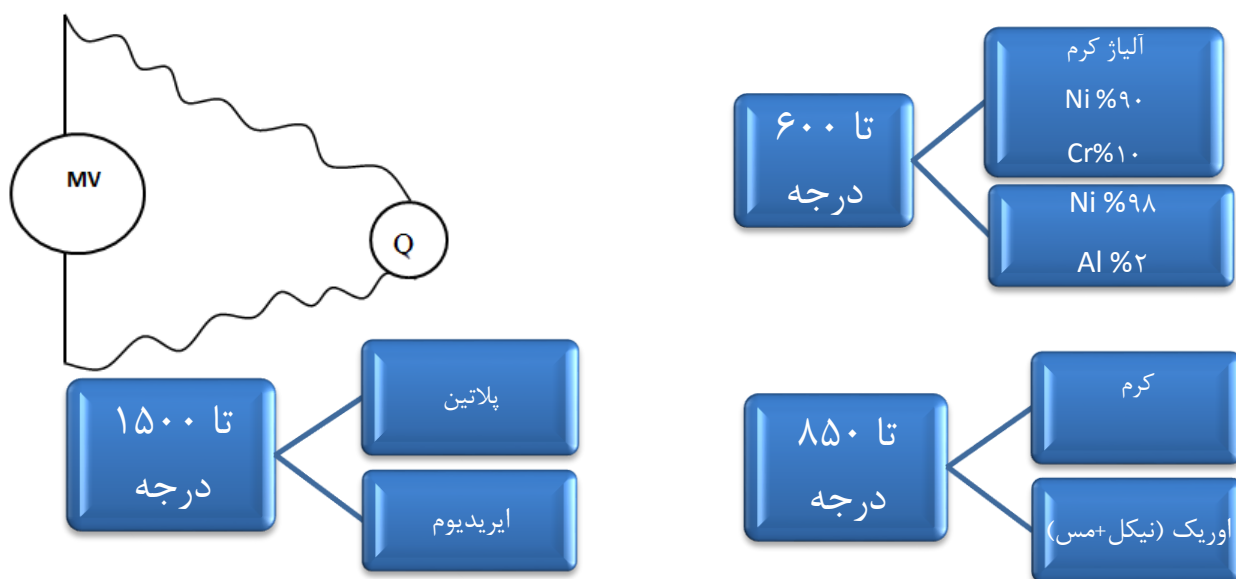 MV
Q
تا ۶۰۰
درجه
آلیاژ کرم
Ni %۹۰
Cr%۱۰
Ni %۹۸
Al %۲
تا ۸۵۰
درجه
کرم
اوریک (نیکل+مس)
تا ۱۵۰۰
درجه
پلاتین
ایریدیوم